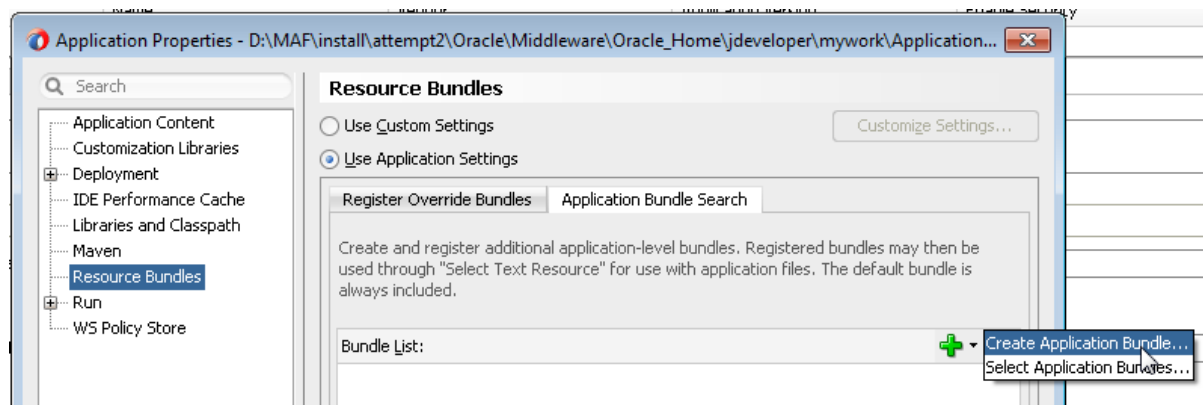 Application Properties - D:\MAF\install\attempt2\Oracle\Middleware\Oracle_Home\jdeveloper\mywork\Application...
Search
Application Content
Customization Libraries
Deployment
IDE Performance Cache
Libraries and Classpath
Maven
Resource Bundles
Run
WS Policy Store
Resource Bundles
Use Custom Settings
Customize Settings...
Use Application Settings
Register Override Bundles
Application Bundle Search
Create and register additional application-level bundles. Registered bundles may then be
used through "Select Text Resource" for use with application files. The default bundle is
always included.
Bundle List:
Create Application Bundle...
Select Application Bundles...